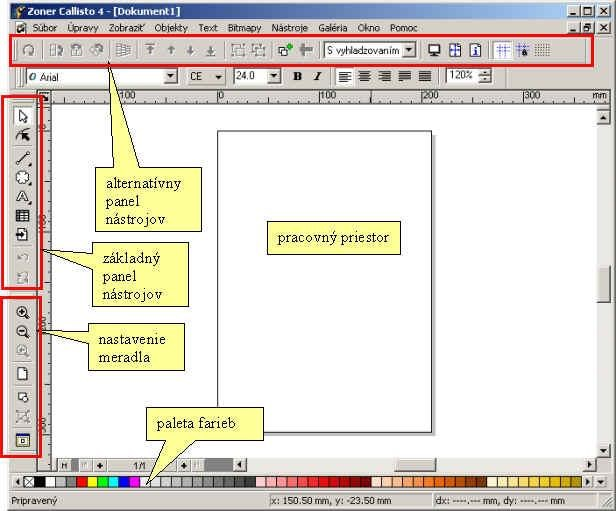 Zoner Callisto 4 - [Dokument1]
Súbor Úpravy Zobraziť Objekty Text Bitmapy Nástroje Galéria Okno Pomoc
S vyhladzovaním
Arial CE 24.0 B I 120%
100 0 100 200 300 mm
alternatívny
panel
nástrojov
pracovný priestor
základný
panel
nástrojov
nastavenie
meradla
paleta farieb
1/1
Pripravený x: 150.50 mm, y: -23.50 mm dx: ----.--- mm, dy: ----.--- mm